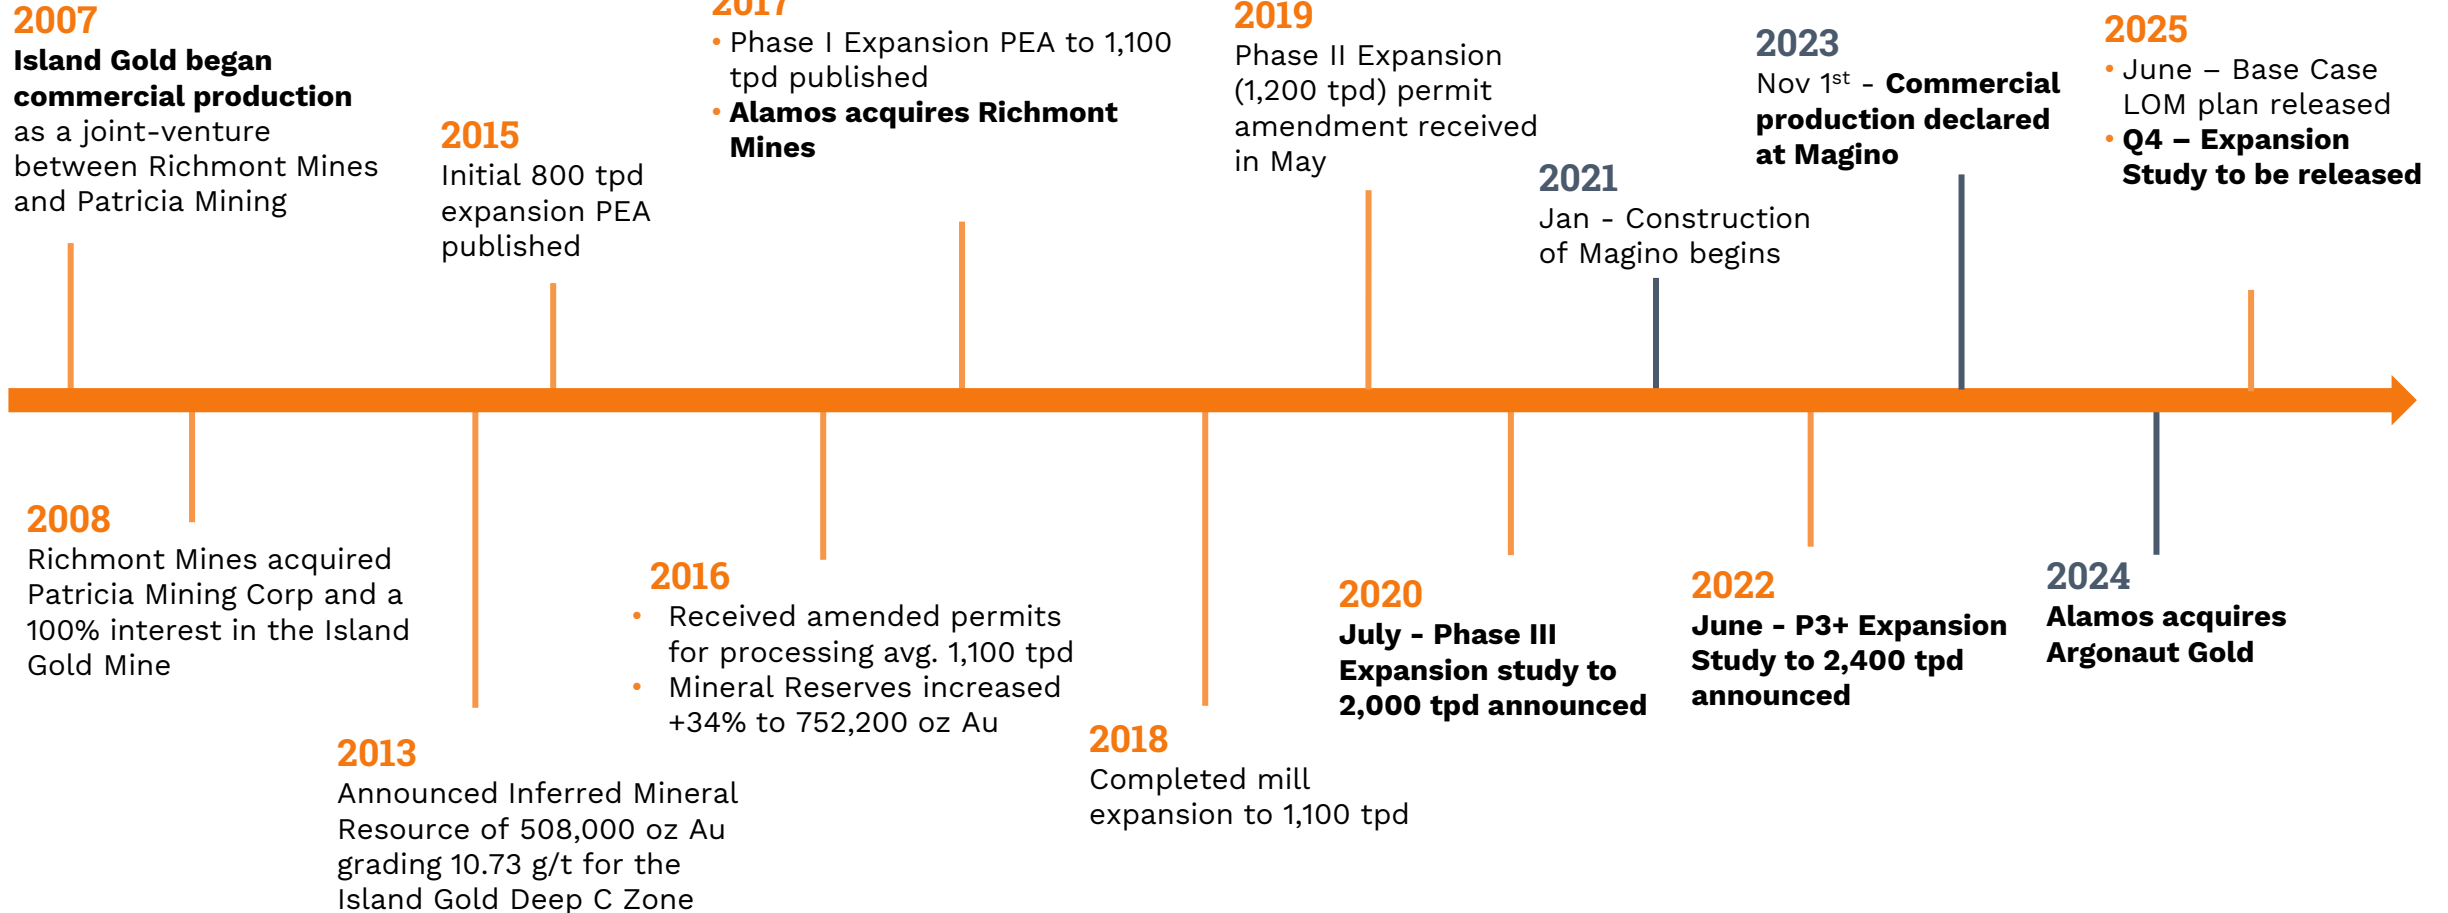 2007
Island Gold began
commercial production
as a joint-venture
between Richmont Mines
and Patricia Mining
2008
Richmont Mines acquired
Patricia Mining Corp and a
100% interest in the Island
Gold Mine
2013
Announced Inferred Mineral
Resource of 508,000 oz Au
grading 10.73 g/t for the
Island Gold Deep C Zone
2015
Initial 800 tpd
expansion PEA
published
2016
• Received amended permits
for processing avg. 1,100 tpd
• Mineral Reserves increased
+34% to 752,200 oz Au
2017
• Phase I Expansion PEA to 1,100
tpd published
• Alamos acquires Richmont
Mines
2018
Completed mill
expansion to 1,100 tpd
2019
Phase II Expansion
(1,200 tpd) permit
amendment received
in May
2020
July - Phase III
Expansion study to
2,000 tpd announced
2021
Jan - Construction
of Magino begins
2022
June - P3+ Expansion
Study to 2,400 tpd
announced
2023
Nov 1st - Commercial
production declared
at Magino
2024
Alamos acquires
Argonaut Gold
2025
• June – Base Case
LOM plan released
• Q4 – Expansion
Study to be released